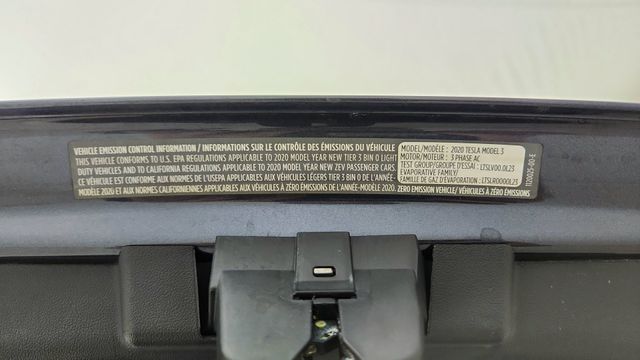 VEHICLE EMISSION CONTROL INFORMATION / INFORMATIONS SUR LE CONTRÔLE DES ÉMISSIONS DU VÉHICULE
THIS VEHICLE CONFORMS TO U.S. EPA REGULATIONS APPLICABLE TO 2020 MODEL YEAR NEW TIER 3 BIN 0 LIGHT
DUTY VEHICLES AND TO CALIFORNIA REGULATIONS APPLICABLE TO 2020 MODEL YEAR NEW ZEV PASSENGER CARS.
CE VÉHICULE EST CONFORME AUX NORMES DE L'USEPA APPLICABLES AUX VÉHICULES LÉGERS TIER 3 BIN 0 DE L'ANNÉE-
MODÈLE 2020 ET AUX NORMES CALIFORNIENNES APPLICABLES AUX VÉHICULES À ZÉRO ÉMISSIONS DE L'ANNÉE-MODÈLE 2020.
MODEL/MODÈLE: 2020 TESLA MODEL 3
MOTOR/MOTEUR: 3 PHASE AC
TEST GROUP/GROUPE D'ESSAI : LTSLV00.0L23
EVAPORATIVE FAMILY/
FAMILLE DE GAZ D'ÉVAPORATION : LTSLR0000L23
ZERO EMISSION VEHICLE/ VÉHICULES À ZÉRO ÉMISSIONS
1120025-00-E